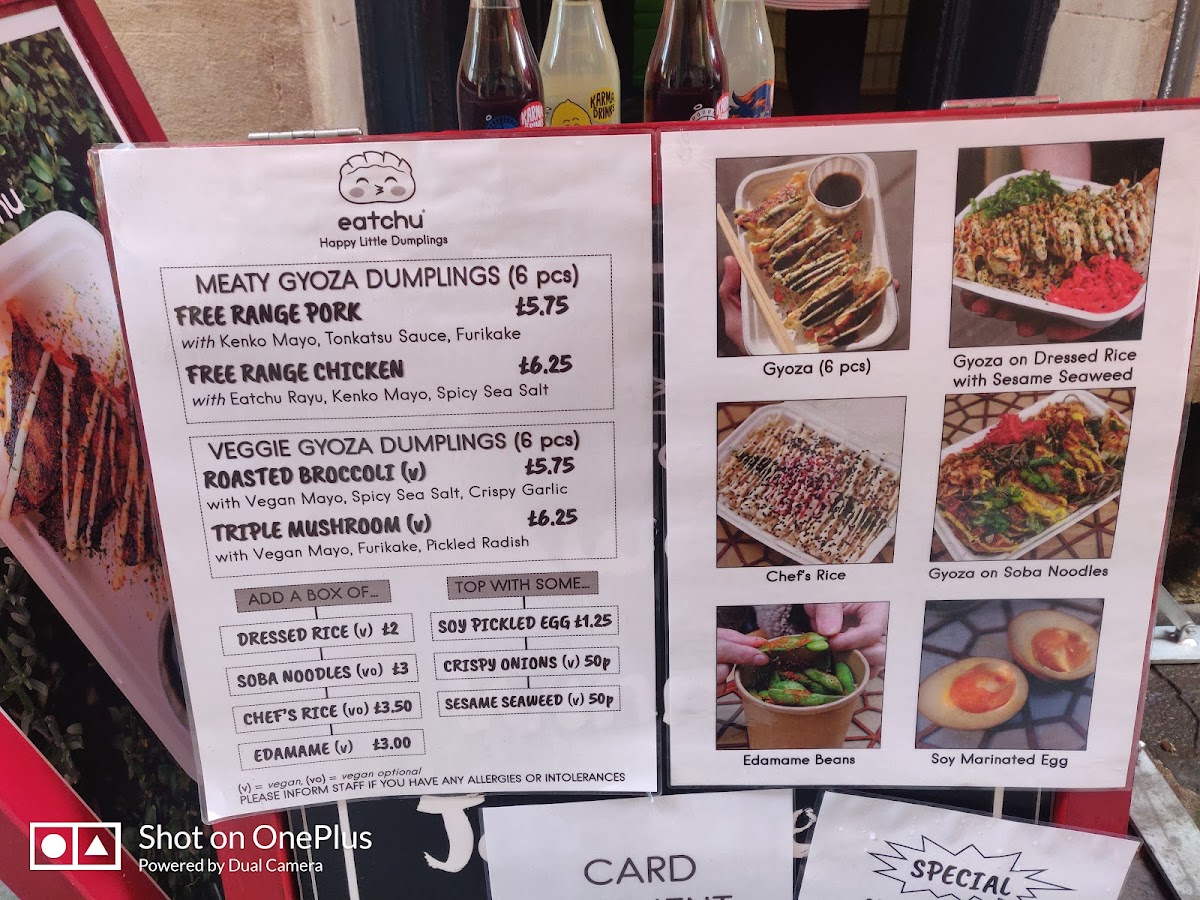 KARMA
DRINKS
KARMA
DRINKS
KARMA
eatchu
Happy Little Dumplings
MEATY GYOZA DUMPLINGS (6 pcs)
FREE RANGE PORK £5.75
with Kenko Mayo, Tonkatsu Sauce, Furikake
FREE RANGE CHICKEN £6.25
with Eatchu Rayu, Kenko Mayo, Spicy Sea Salt
VEGGIE GYOZA DUMPLINGS (6 pcs)
ROASTED BROCCOLI (v) £5.75
with Vegan Mayo, Spicy Sea Salt, Crispy Garlic
TRIPLE MUSHROOM (v) £6.25
with Vegan Mayo, Furikake, Pickled Radish
ADD A BOX OF...
DRESSED RICE (v) £2
SOBA NOODLES (vo) £3
CHEF'S RICE (vo) £3.50
EDAMAME (v) £3.00
TOP WITH SOME...
SOY PICKLED EGG £1.25
CRISPY ONIONS (v) 50p
SESAME SEAWEED (v) 50p
(v) = vegan, (vo) = vegan optional
PLEASE INFORM STAFF IF YOU HAVE ANY ALLERGIES OR INTOLERANCES
Gyoza (6 pcs)
Gyoza on Dressed Rice
with Sesame Seaweed
Chef's Rice
Gyoza on Soba Noodles
Edamame Beans
Soy Marinated Egg
CARD
SPECIAL
Shot on OnePlus
Powered by Dual Camera